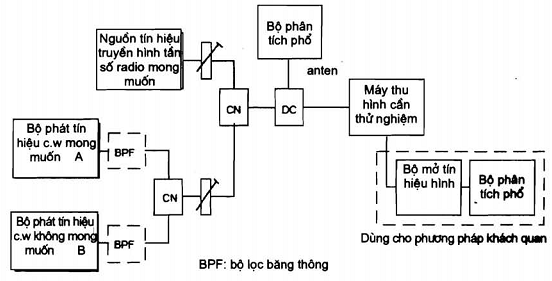 Nguồn tín hiệu
truyền hình tần
số radio mong
muốn
Bộ phân
tích phổ
anten
CN
DC
Máy thu
hình cần
thử nghiệm
Bộ phát tín
hiệu c.w mong
muốn A
BPF
CN
Bộ phát tín hiệu
c.w không mong
muốn B
BPF
Bộ mở tín
hiệu hình
Bộ phân
tích phổ
Dùng cho phương pháp khách quan
BPF: bộ lọc băng thông